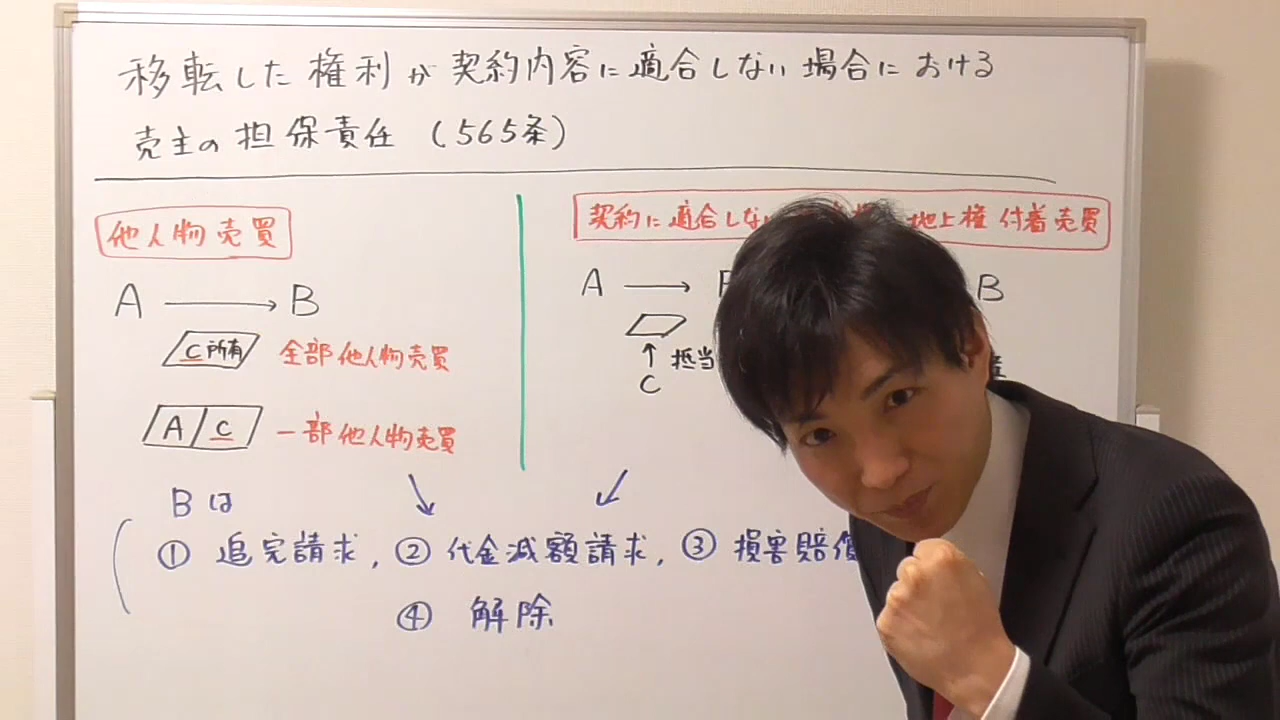 移転した権利が契約内容に適合しない場合における
売主の担保責任（565条）
他人物売買
A → B
C所有 全部他人物売買
A C 一部他人物売買
契約に適合しない 地上権付着売買
A → B
抵当
C
Bは
① 追完請求, ② 代金減額請求, ③ 損害賠償
④ 解除